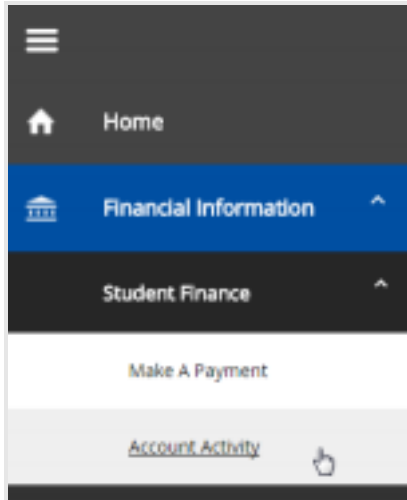 Home
Financial Information
Student Finance
Make A Payment
Account Activity